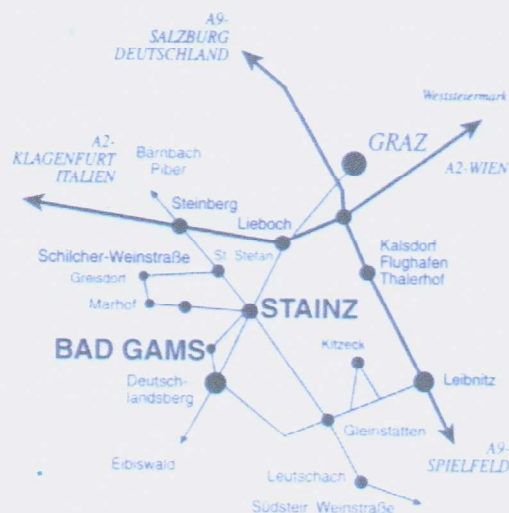 A9-
SALZBURG
DEUTSCHLAND
Weststeiermark
GRAZ
A2-
KLAGENFURT
ITALIEN
Bärnbach
Piber
A2-WIEN
Steinberg
Lieboch
Schilcher-Weinstraße
St. Stefan
Kalsdorf
Flughafen
Thalerhof
Greisdorf
Marhof
STAINZ
BAD GAMS
Kitzeck
Deutsch-
landsberg
Leibnitz
Gleinstätten
A9-
SPIELFELD
Eibiswald
Leutschach
Südsteir. Weinstraße